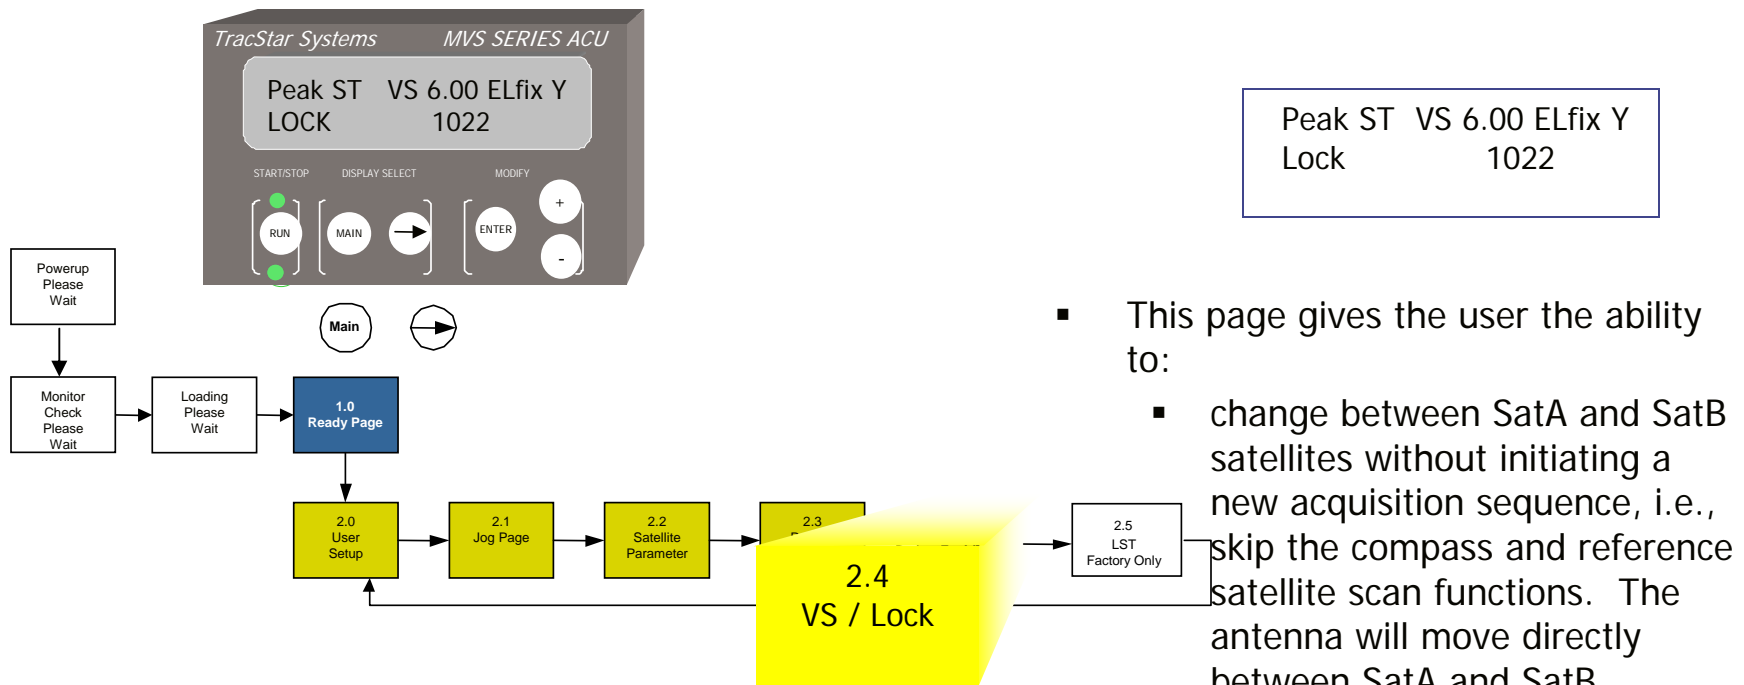 TracStar Systems MVS SERIES ACU
Peak ST VS 6.00 ELfix Y
LOCK 1022
START/STOP DISPLAY SELECT MODIFY
RUN MAIN ENTER + -
Peak ST VS 6.00 ELfix Y
Lock 1022
Powerup
Please
Wait
Main
Monitor
Check
Please
Wait
Loading
Please
Wait
1.0
Ready Page
2.0
User
Setup
2.1
Jog Page
2.2
Satellite
Parameter
2.3
2.4
VS / Lock
2.5
LST
Factory Only
▪ This page gives the user the ability
to:
▪ change between SatA and SatB
satellites without initiating a
new acquisition sequence, i.e.,
skip the compass and reference
satellite scan functions. The
antenna will move directly
between SatA and SatB